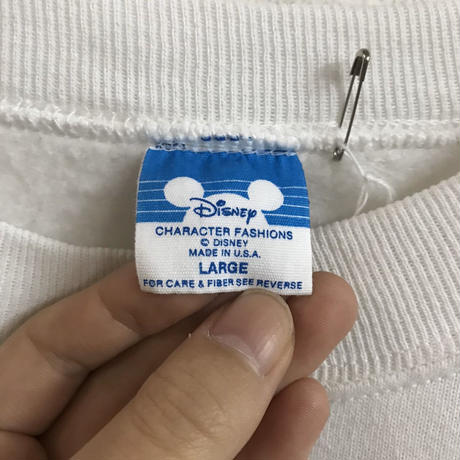 Disney
CHARACTER FASHIONS
© DISNEY
MADE IN U.S.A.
LARGE
FOR CARE & FIBER SEE REVERSE